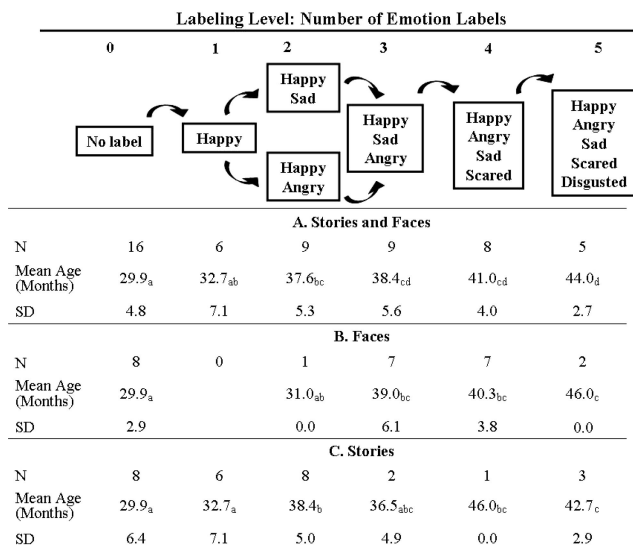 Labeling Level: Number of Emotion Labels
0 1 2 3 4 5
No label
Happy
Happy
Sad
Happy
Angry
Happy
Sad
Angry
Happy
Angry
Sad
Scared
Happy
Angry
Sad
Scared
Disgusted
A. Stories and Faces
N 16 6 9 9 8 5
Mean Age
(Months) 29.9a 32.7ab 37.6bc 38.4cd 41.0cd 44.0d
SD 4.8 7.1 5.3 5.6 4.0 2.7
B. Faces
N 8 0 1 7 7 2
Mean Age
(Months) 29.9a 31.0ab 39.0bc 40.3bc 46.0c
SD 2.9 0.0 6.1 3.8 0.0
C. Stories
N 8 6 8 2 1 3
Mean Age
(Months) 29.9a 32.7a 38.4b 36.5abc 46.0bc 42.7c
SD 6.4 7.1 5.0 4.9 0.0 2.9